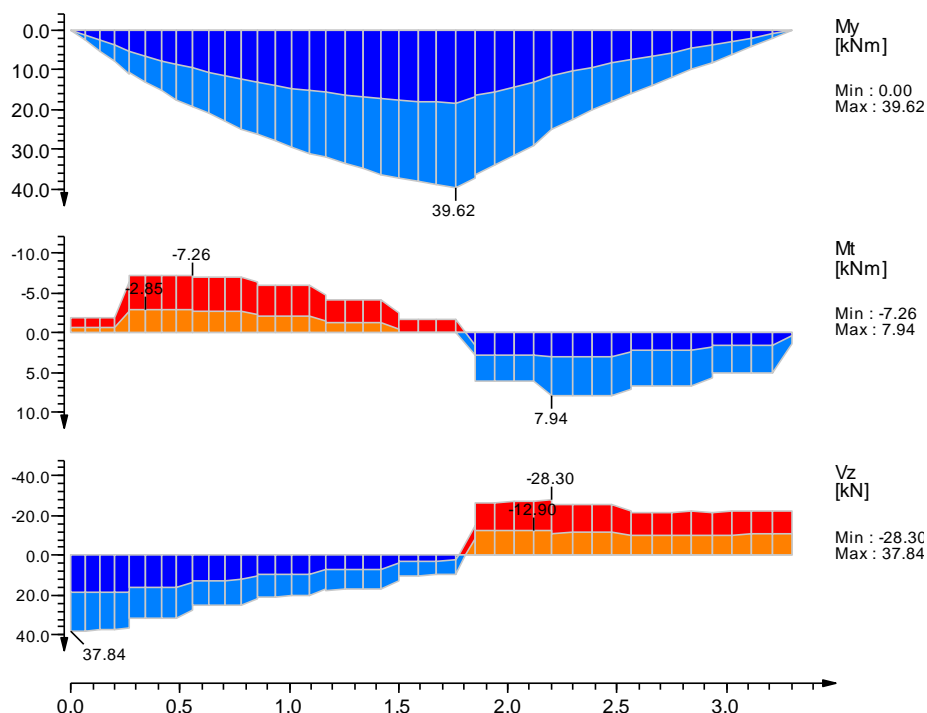 My
[kNm]
0.0
10.0
20.0
30.0
40.0
Min : 0.00
Max : 39.62
39.62
Mt
[kNm]
-10.0
-5.0
0.0
5.0
10.0
-7.26
-2.85
7.94
Min : -7.26
Max : 7.94
Vz
[kN]
-40.0
-20.0
0.0
20.0
40.0
-28.30
-12.90
37.84
Min : -28.30
Max : 37.84
0.0 0.5 1.0 1.5 2.0 2.5 3.0